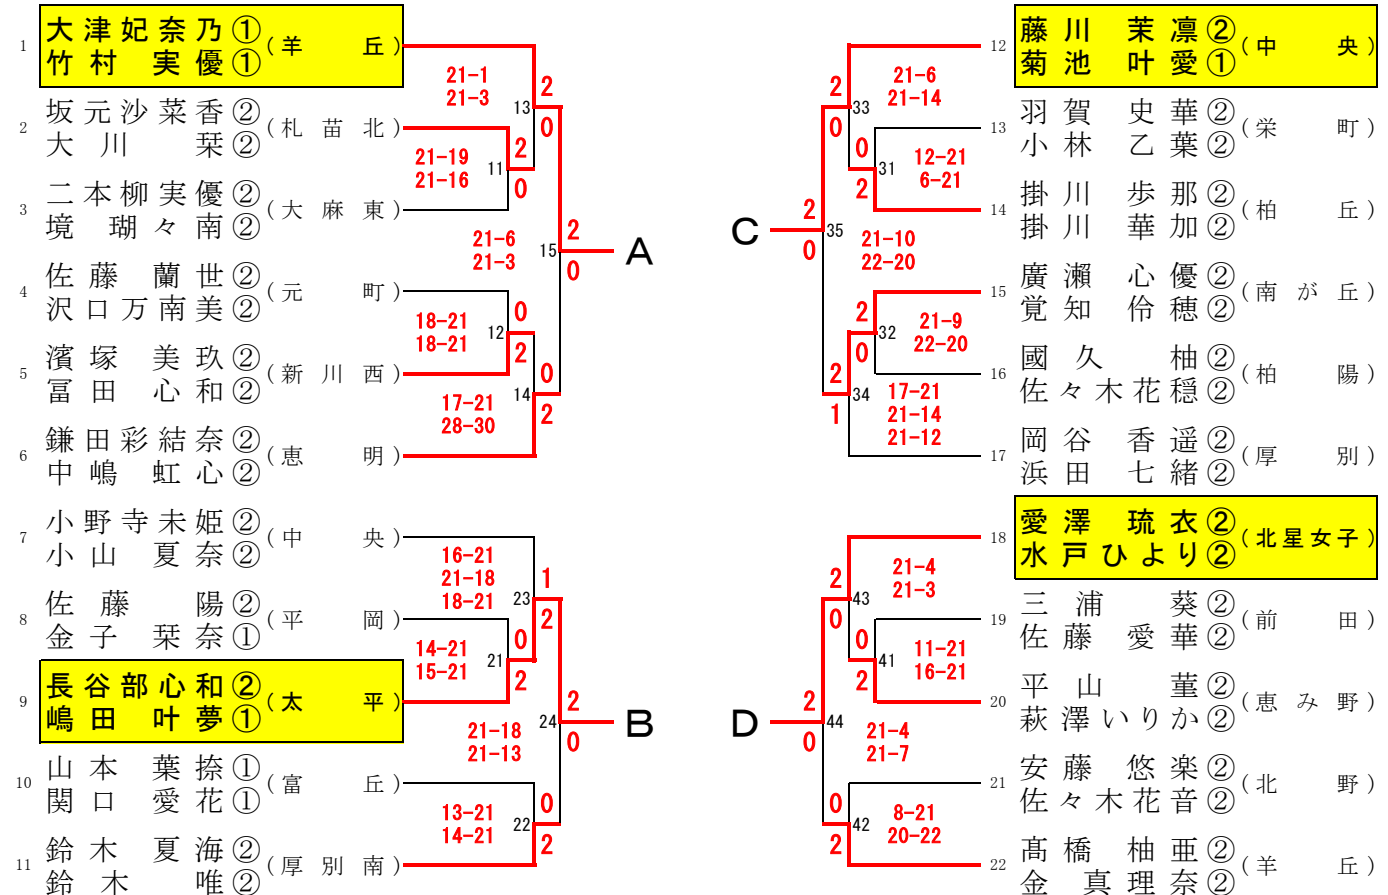 1 大津妃奈乃① (羊丘)
竹村実優①
2 坂元沙菜香② (札苗北)
大川栞②
3 二本柳実優② (大麻東)
境瑚々南②
4 佐藤蘭世② (元町)
沢口万南美②
5 濱塚美玖② (新川西)
冨田心和②
6 鎌田彩結奈② (恵明)
中嶋虹心②
21-1
21-3
13
2
0
21-19
21-16
11
2
0
21-6
21-3
15
2
0
A
18-21
18-21
12
0
2
17-21
28-30
14
0
2
7 小野寺未姫② (中央)
小山夏奈②
8 佐藤陽② (平岡)
金子栞奈①
9 長谷部心和② (太平)
嶋田叶夢①
10 山本葉捺① (富丘)
関口愛花①
11 鈴木夏海② (厚別南)
鈴木唯②
16-21
21-18
18-21
23
1
2
14-21
15-21
21
0
2
21-18
21-13
24
2
0
B
13-21
14-21
22
0
2
12 藤川茉凛② (中央)
菊池叶愛①
13 羽賀史華② (栄町)
小林乙葉②
14 掛川歩那② (柏丘)
掛川華加②
15 廣瀬心優② (南が丘)
覚知伶穂②
16 國久柚② (柏陽)
佐々木花穏②
17 岡谷香遥② (厚別)
浜田七緒②
21-6
21-14
33
2
0
12-21
6-21
31
0
2
C
2
0
35
21-10
22-20
21-9
22-20
32
2
0
17-21
21-14
21-12
34
2
1
18 愛澤琉衣② (北星女子)
水戸ひより②
19 三浦葵② (前田)
佐藤愛華②
20 平山菫② (恵み野)
萩澤いりか②
21 安藤悠楽② (北野)
佐々木花音②
22 髙橋柚亜② (羊丘)
金真理奈②
21-4
21-3
43
2
0
11-21
16-21
41
0
2
D
2
0
44
21-4
21-7
8-21
20-22
42
0
2